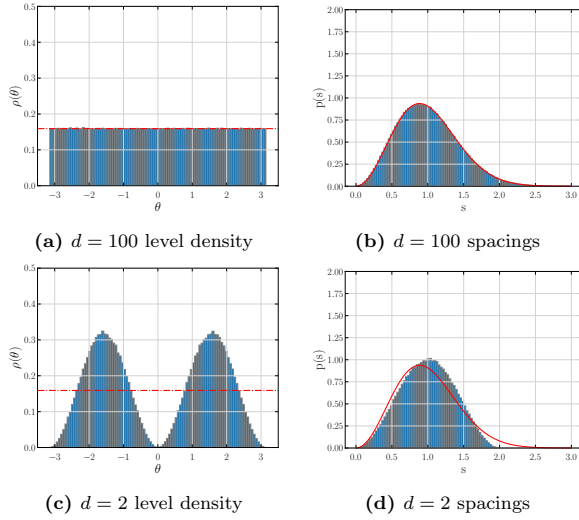 0.5
0.4
0.3
0.2
0.1
0.0
ρ(θ)
−3 −2 −1 0 1 2 3
θ
2.00
1.75
1.50
1.25
1.00
0.75
0.50
0.25
0.00
p(s)
0.0 0.5 1.0 1.5 2.0 2.5 3.0
s
(a) d = 100 level density
(b) d = 100 spacings
0.5
0.4
0.3
0.2
0.1
0.0
ρ(θ)
−3 −2 −1 0 1 2 3
θ
2.00
1.75
1.50
1.25
1.00
0.75
0.50
0.25
0.00
p(s)
0.0 0.5 1.0 1.5 2.0 2.5 3.0
s
(c) d = 2 level density
(d) d = 2 spacings